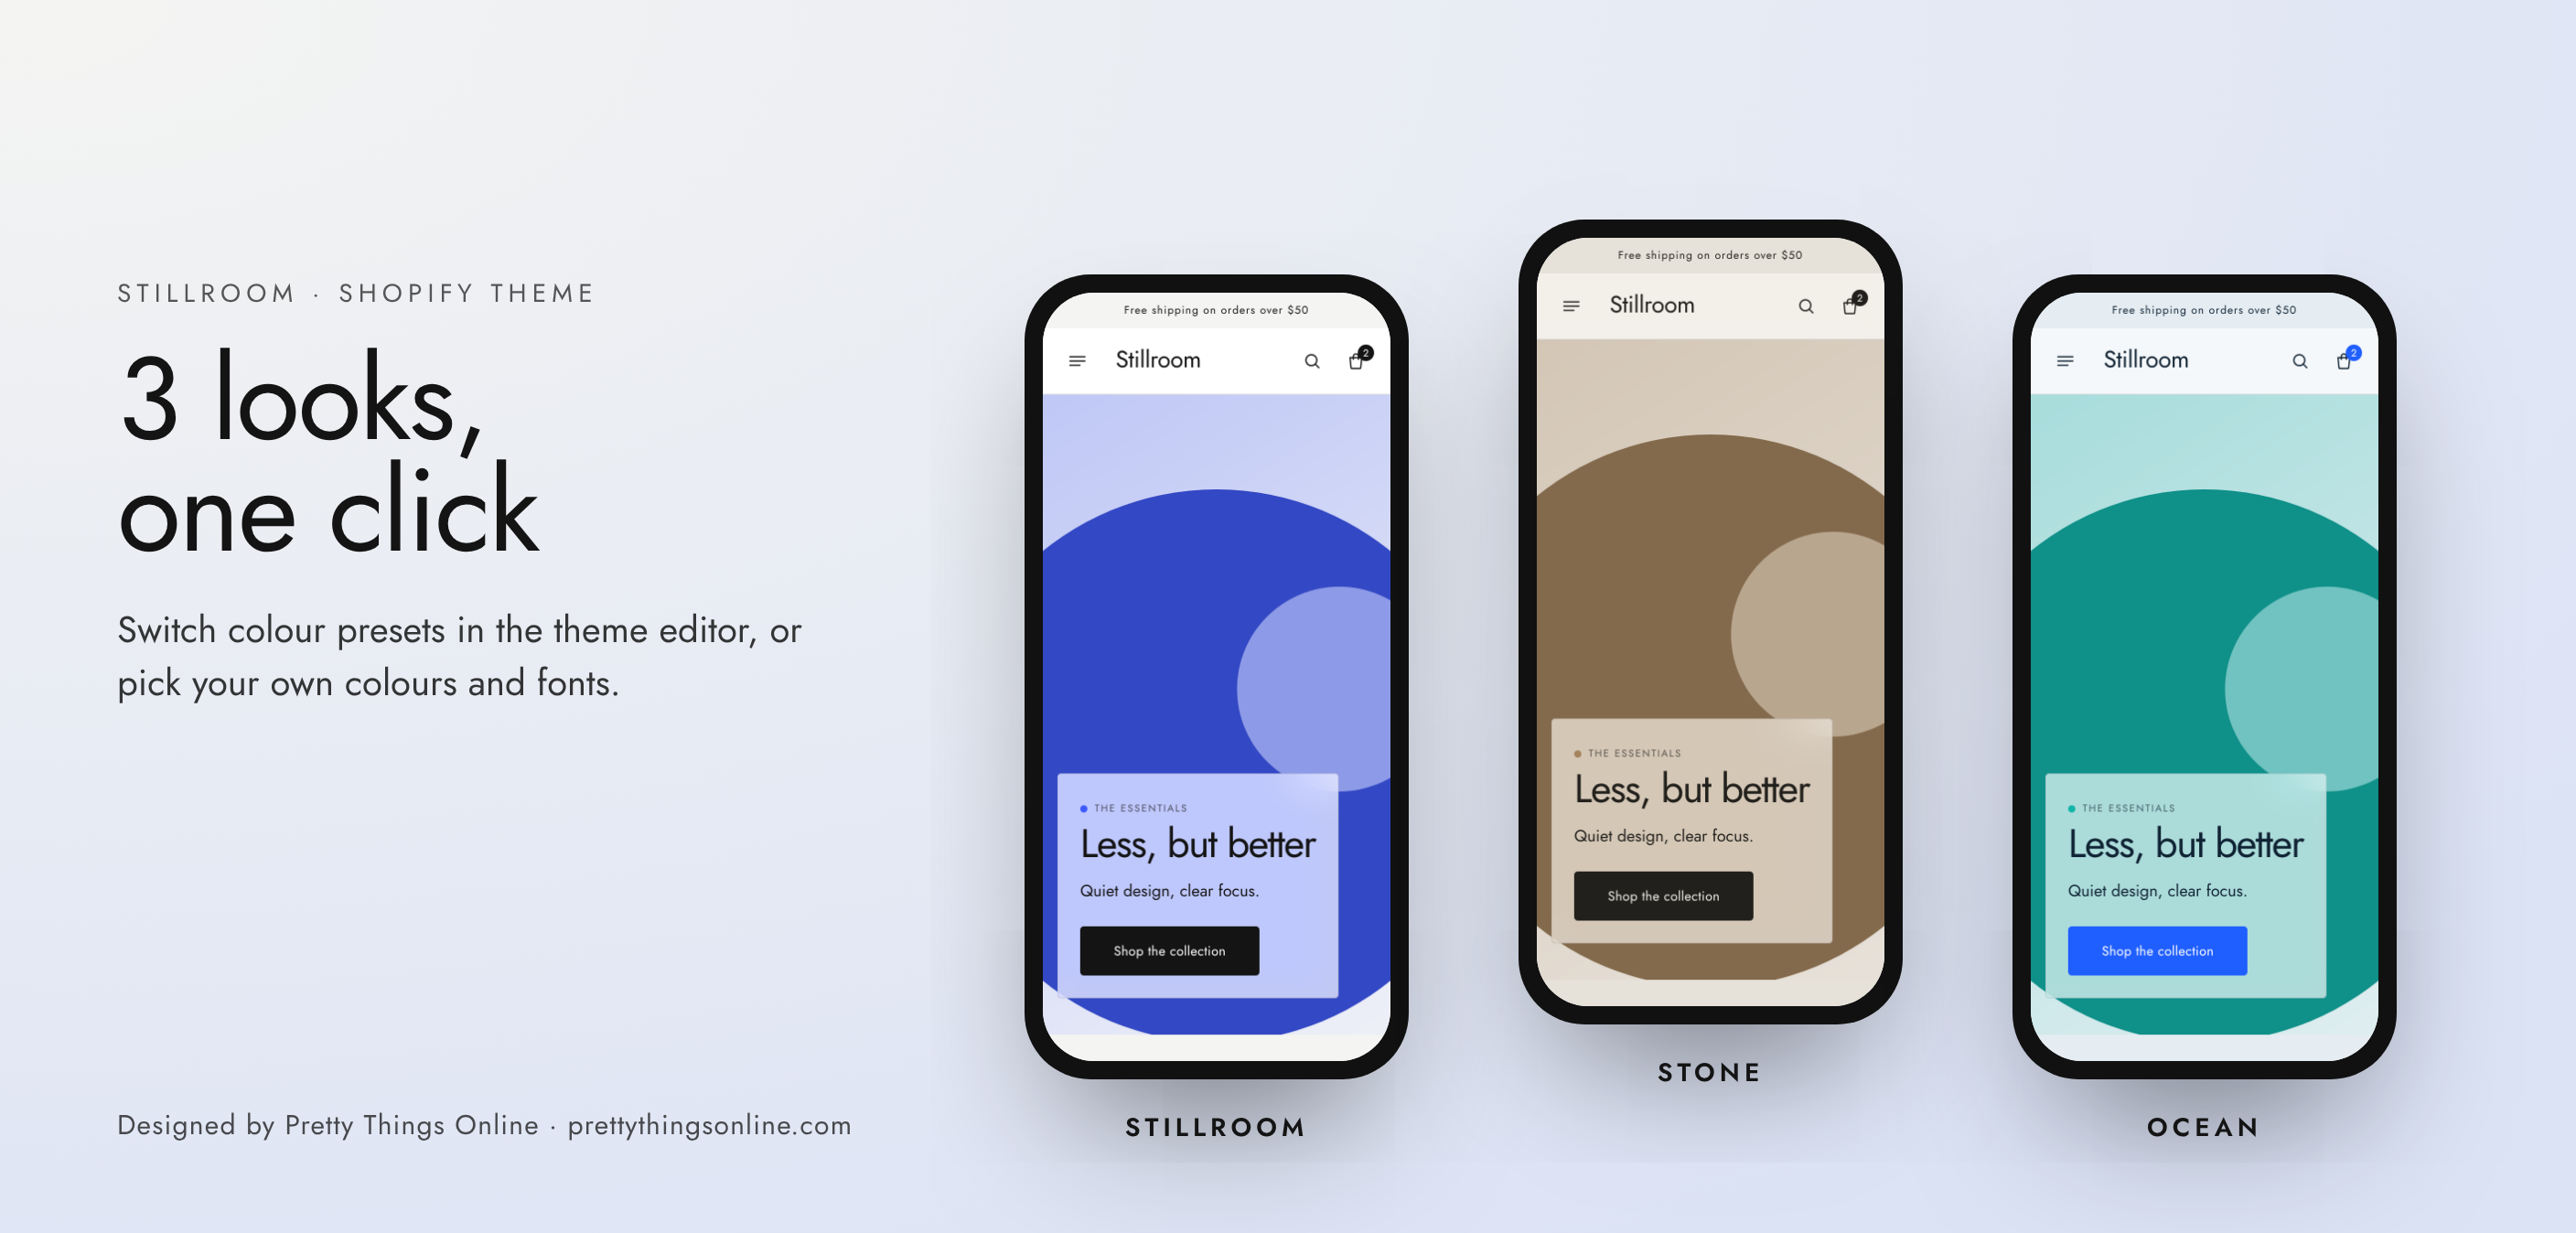 STILLROOM · SHOPIFY THEME
3 looks,
one click
Switch colour presets in the theme editor, or
pick your own colours and fonts.
Designed by Pretty Things Online · prettythingsonline.com
Free shipping on orders over $50
Stillroom
2
THE ESSENTIALS
Less, but better
Quiet design, clear focus.
Shop the collection
STILLROOM
Free shipping on orders over $50
Stillroom
2
THE ESSENTIALS
Less, but better
Quiet design, clear focus.
Shop the collection
STONE
Free shipping on orders over $50
Stillroom
2
THE ESSENTIALS
Less, but better
Quiet design, clear focus.
Shop the collection
OCEAN